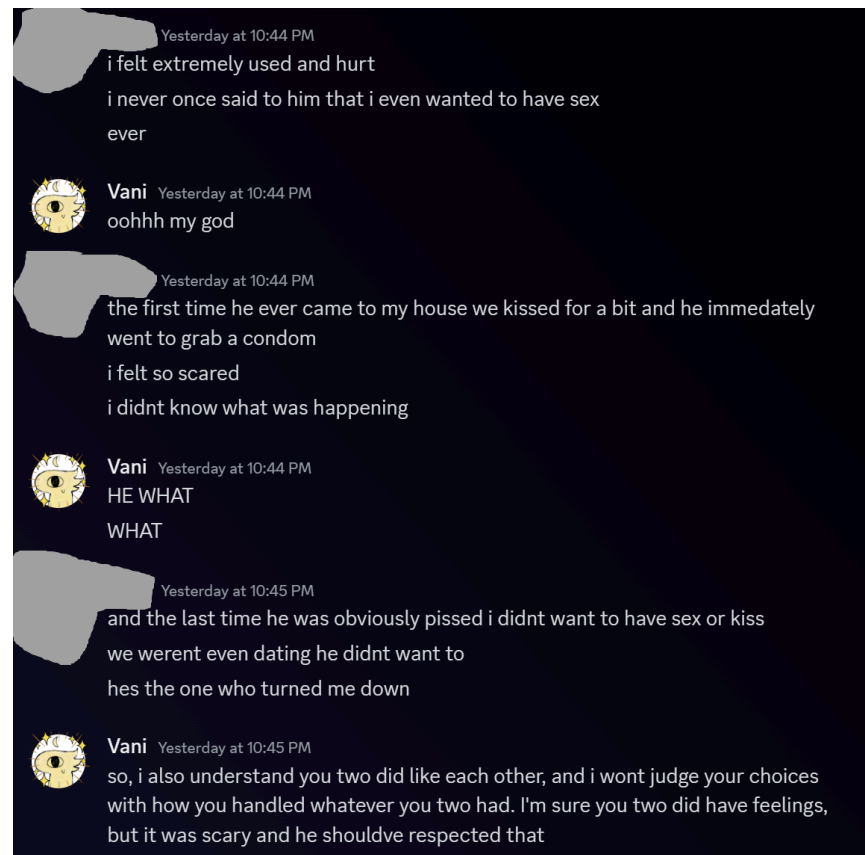 Yesterday at 10:44 PM
i felt extremely used and hurt
i never once said to him that i even wanted to have sex
ever
Vani Yesterday at 10:44 PM
oohhh my god
Yesterday at 10:44 PM
the first time he ever came to my house we kissed for a bit and he immedately
went to grab a condom
i felt so scared
i didnt know what was happening
Vani Yesterday at 10:44 PM
HE WHAT
WHAT
Yesterday at 10:45 PM
and the last time he was obviously pissed i didnt want to have sex or kiss
we werent even dating he didnt want to
hes the one who turned me down
Vani Yesterday at 10:45 PM
so, i also understand you two did like each other, and i wont judge your choices
with how you handled whatever you two had. I'm sure you two did have feelings,
but it was scary and he shouldve respected that